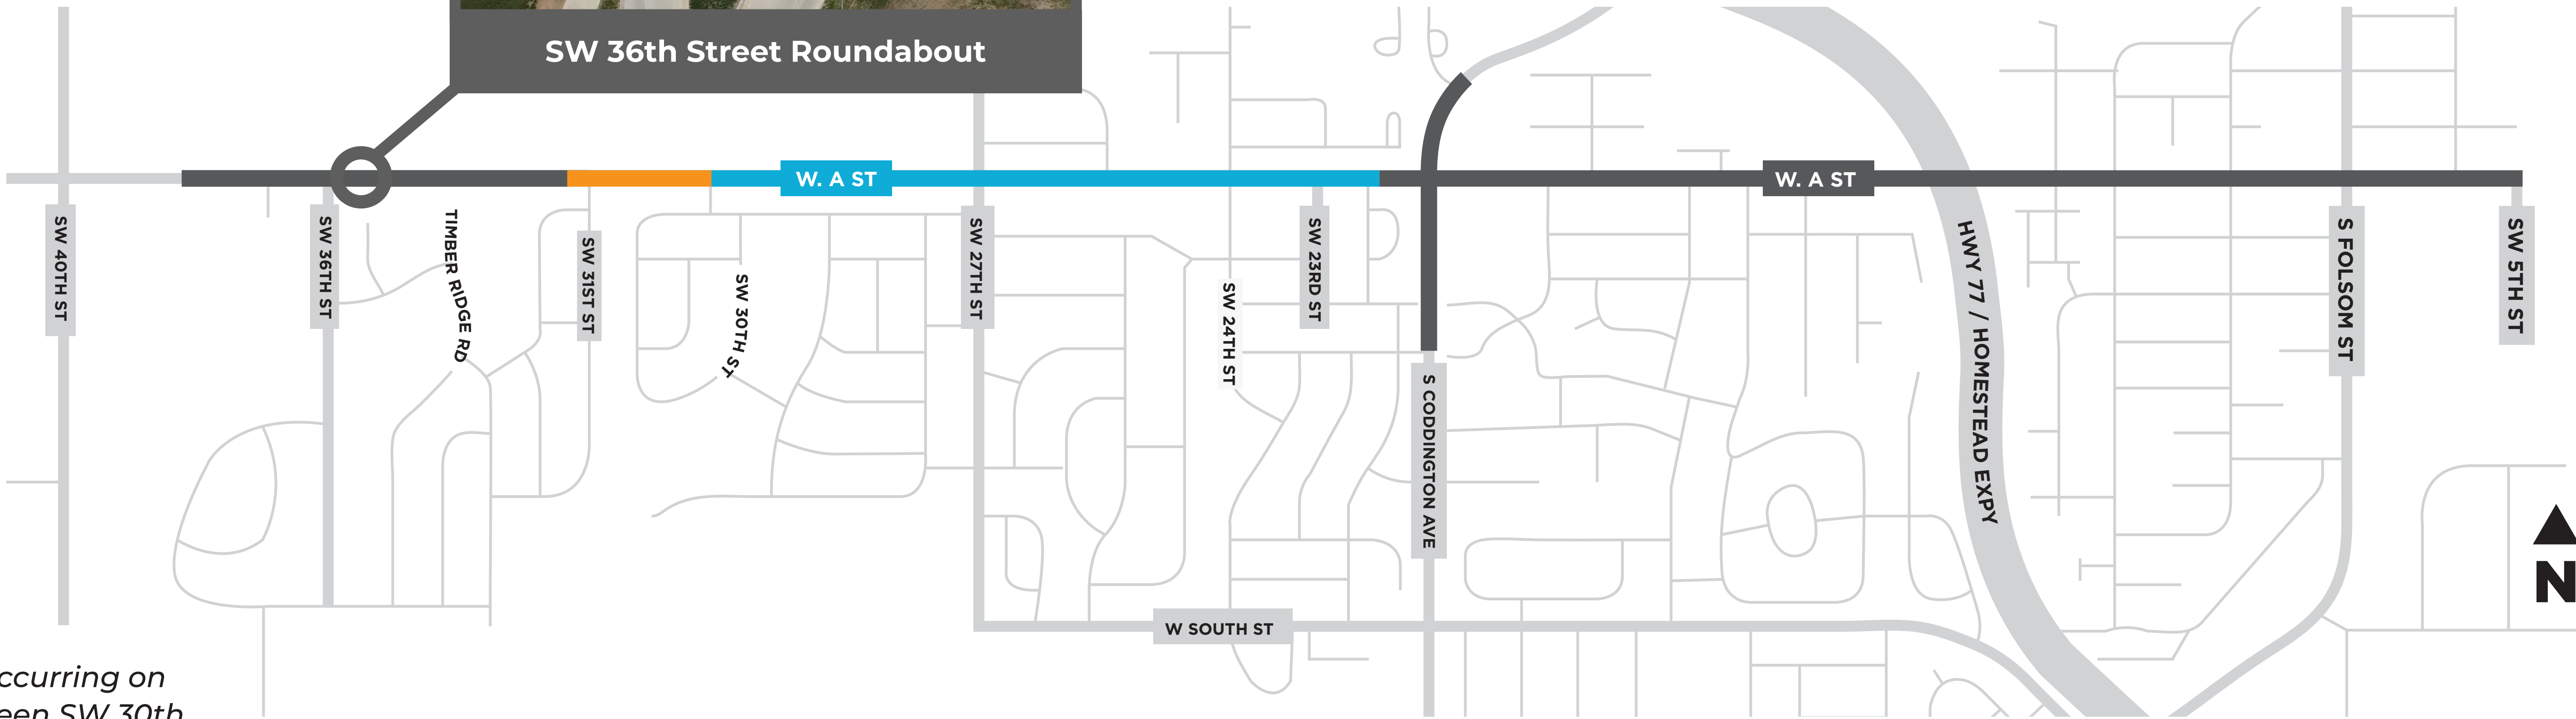 SW 36th Street Roundabout
W. A ST
W. A ST
SW 40TH ST
SW 36TH ST
TIMBER RIDGE RD
SW 31ST ST
SW 30TH ST
SW 27TH ST
SW 24TH ST
SW 23RD ST
S CODDINGTON AVE
HWY 77 / HOMESTEAD EXPY
S FOLSOM ST
SW 5TH ST
W SOUTH ST
N
ccurring on
een SW 30th